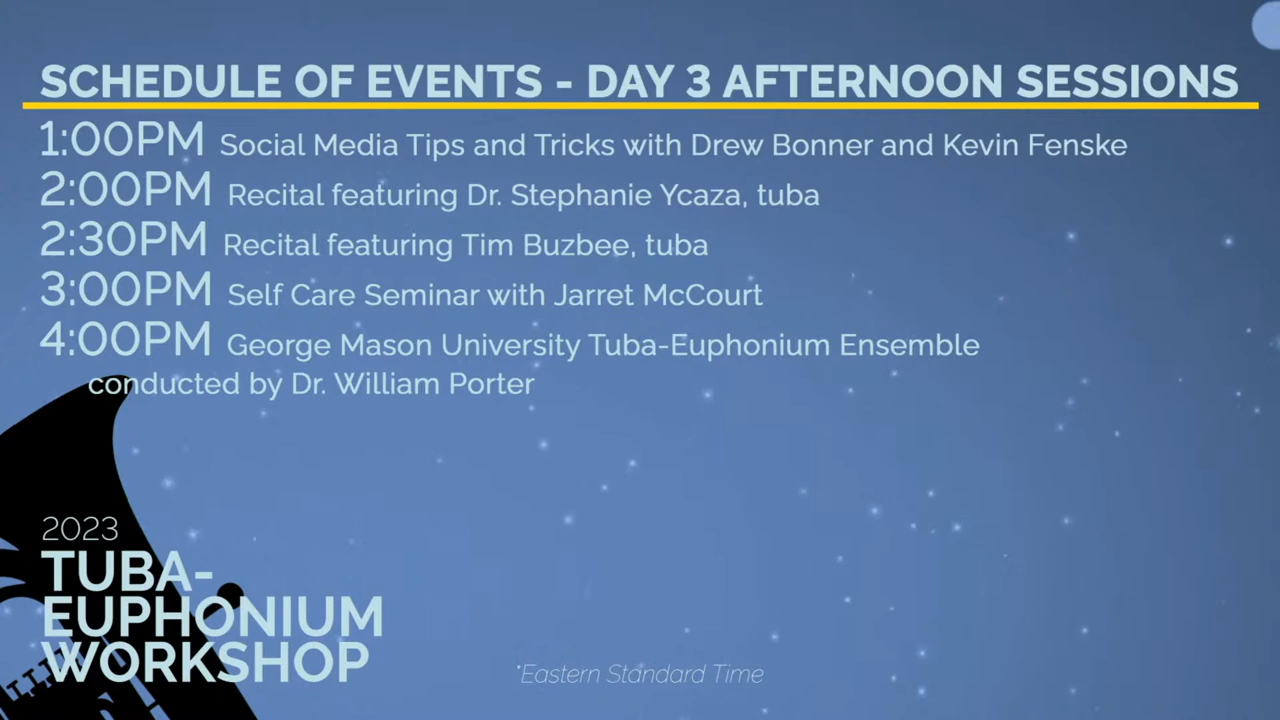 SCHEDULE OF EVENTS - DAY 3 AFTERNOON SESSIONS
1:00PM Social Media Tips and Tricks with Drew Bonner and Kevin Fenske
2:00PM Recital featuring Dr. Stephanie Ycaza, tuba
2:30PM Recital featuring Tim Buzbee, tuba
3:00PM Self Care Seminar with Jarret McCourt
4:00PM George Mason University Tuba-Euphonium Ensemble
conducted by Dr. William Porter
2023
TUBA-
EUPHONIUM
WORKSHOP
*Eastern Standard Time